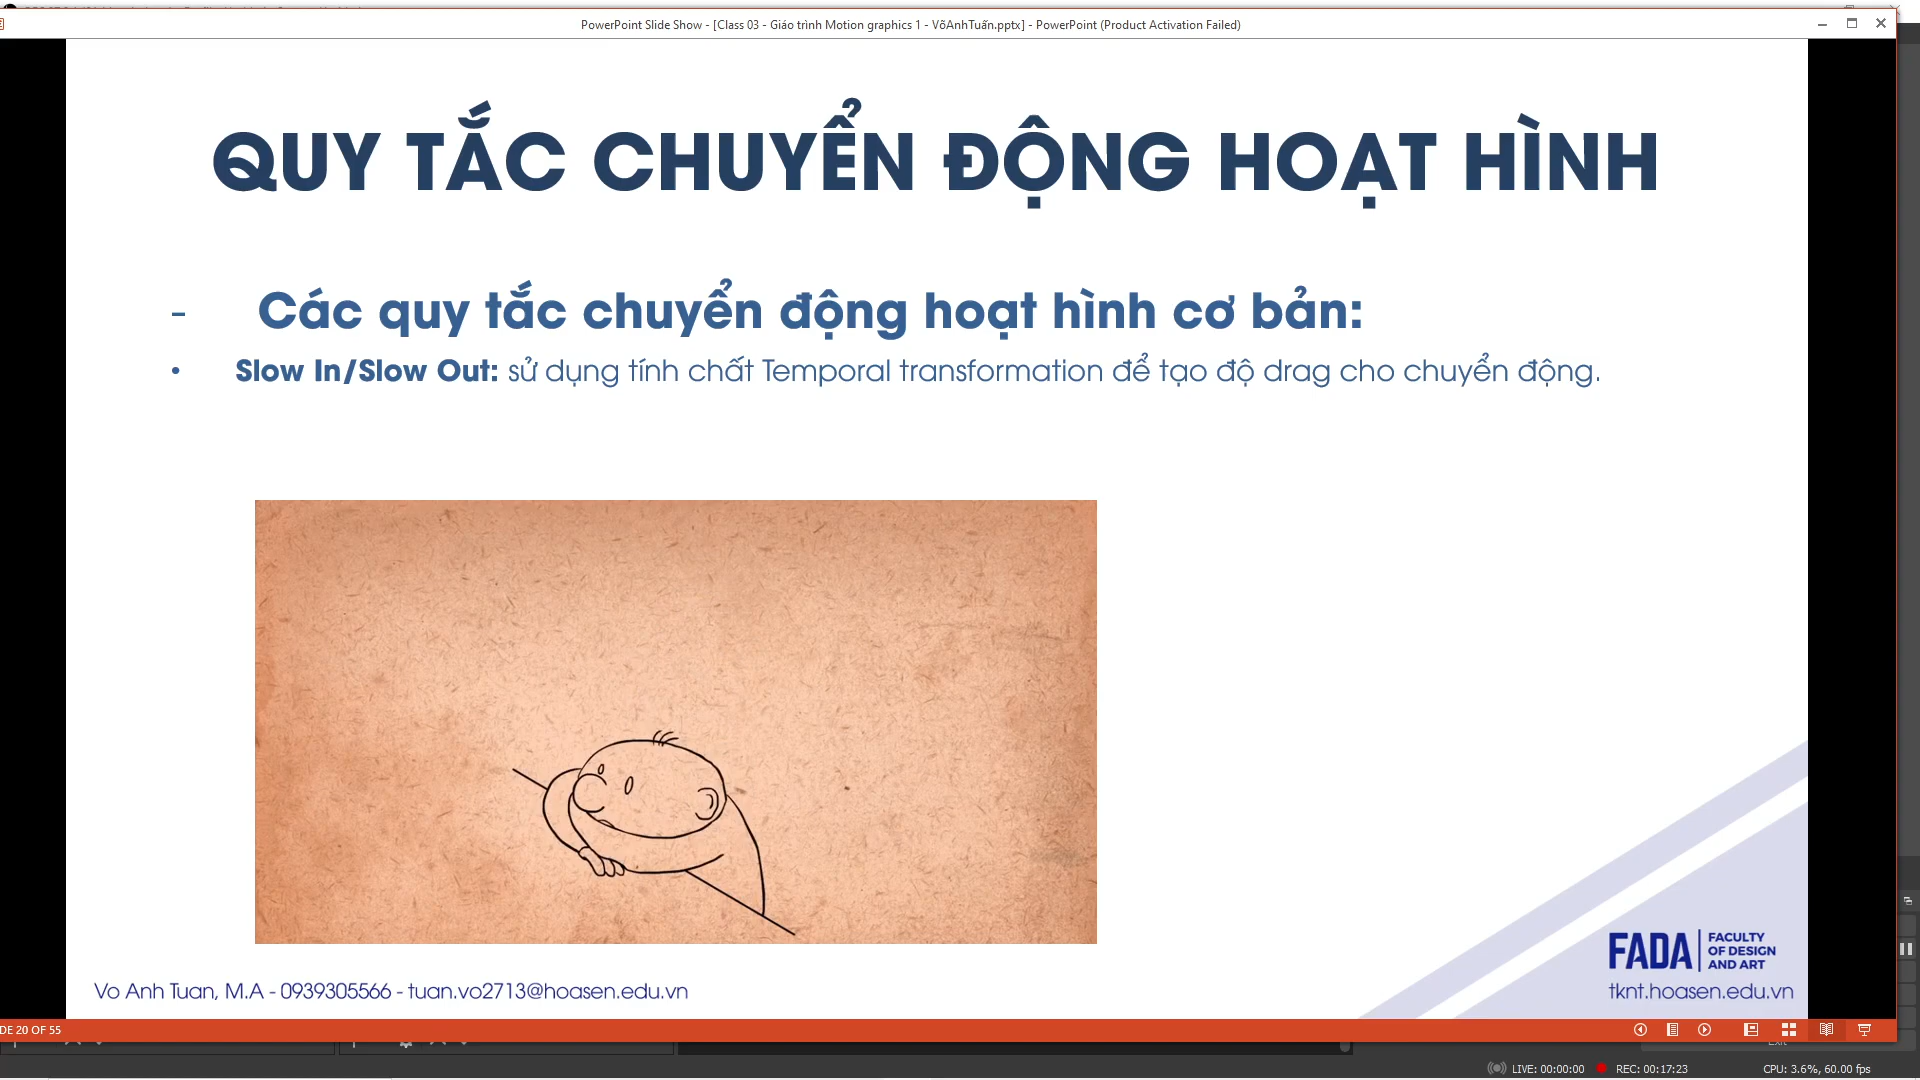 PowerPoint Slide Show - [Class 03 - Giáo trình Motion graphics 1 - VõAnhTuấn.pptx] - PowerPoint (Product Activation Failed)
QUY TẮC CHUYỂN ĐỘNG HOẠT HÌNH
- Các quy tắc chuyển động hoạt hình cơ bản:
• Slow In/Slow Out: sử dụng tính chất Temporal transformation để tạo độ drag cho chuyển động.
FADA
FACULTY
OF DESIGN
AND ART
Vo Anh Tuan, M.A - 0939305566 - tuan.vo2713@hoasen.edu.vn
tknt.hoasen.edu.vn
DE 20 OF 55
LIVE: 00:00:00
REC: 00:17:23
CPU: 3.6%, 60.00 fps